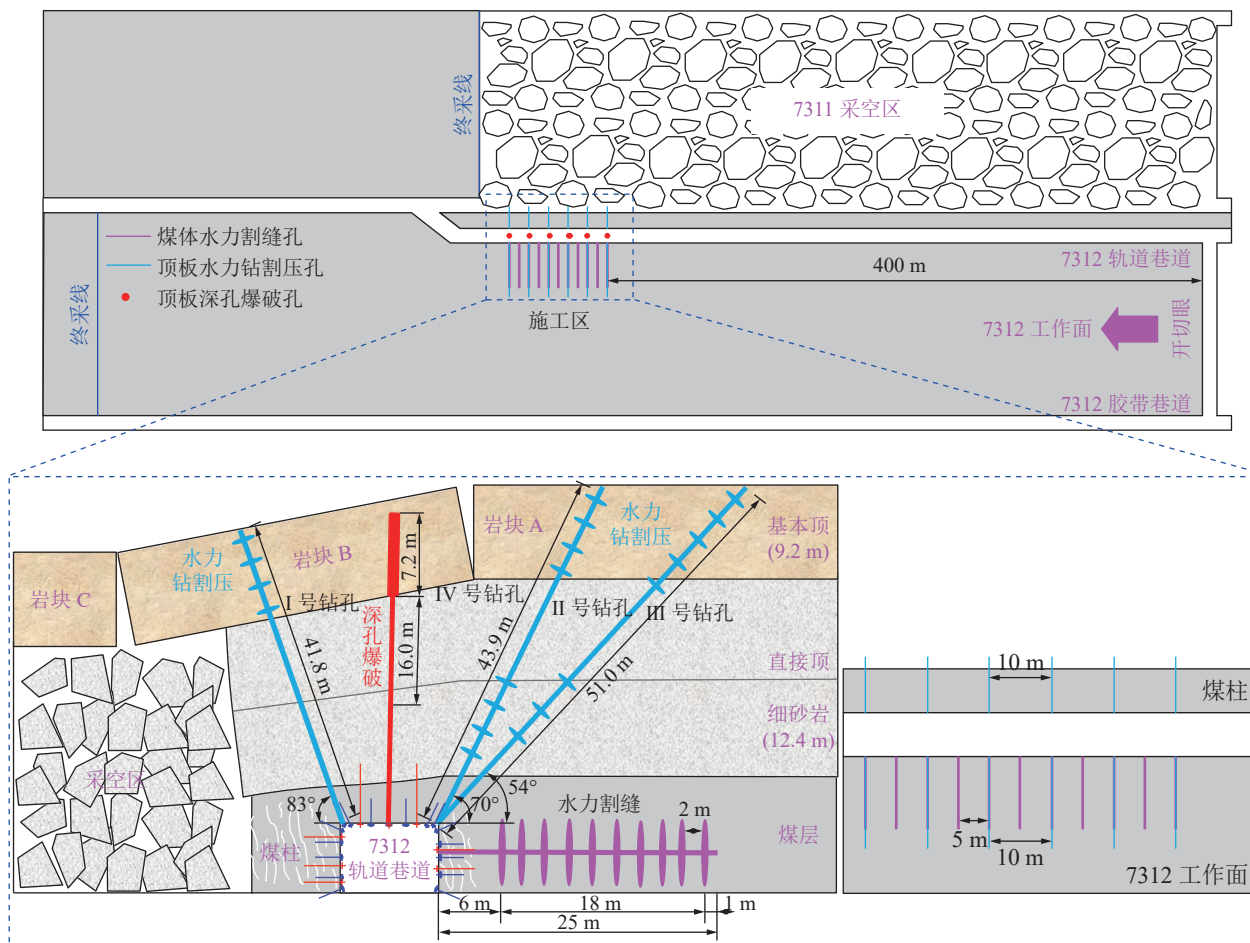 终采线
7311 采空区
煤体水力割缝孔
顶板水力钻割压孔
顶板深孔爆破孔
终采线
施工区
400 m
7312 轨道巷道
7312 工作面
开切眼
7312 胶带巷道
岩块 C
水力
钻割压
岩块 B
I 号钻孔
41.8 m
深孔爆破
7.2 m
16.0 m
IV 号钻孔
岩块 A
水力
钻割压
43.9 m
II 号钻孔
III 号钻孔
51.0 m
基本顶
(9.2 m)
直接顶
细砂岩
(12.4 m)
采空区
83°
70°
54°
煤柱
7312
轨道巷道
水力割缝
2 m
煤层
6 m
18 m
1 m
25 m
10 m
煤柱
5 m
10 m
7312 工作面